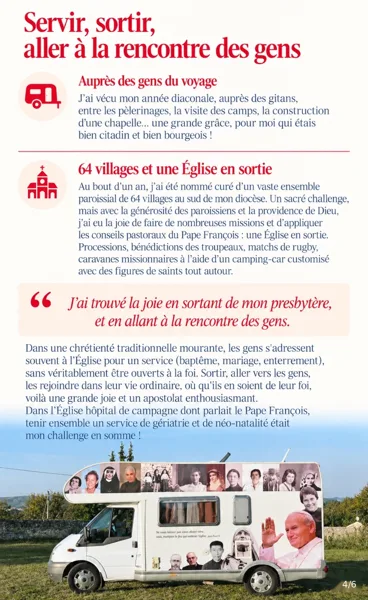 Servir, sortir,
aller à la rencontre des gens
Auprès des gens du voyage
J'ai vécu mon année diaconale, auprès des gitans,
entre les pèlerinages, la visite des camps, la construction
d'une chapelle... une grande grâce, pour moi qui étais
bien citadin et bien bourgeois !
64 villages et une Église en sortie
Au bout d'un an, j'ai été nommé curé d'un vaste ensemble
paroissial de 64 villages au sud de mon diocèse. Un sacré challenge,
mais avec la générosité des paroissiens et la providence de Dieu,
j'ai eu la joie de faire de nombreuses missions et d'appliquer
les conseils pastoraux du Pape François : une Église en sortie.
Processions, bénédictions des troupeaux, matchs de rugby,
caravanes missionnaires à l'aide d'un camping-car customisé
avec des figures de saints tout autour.
“ J'ai trouvé la joie en sortant de mon presbytère,
et en allant à la rencontre des gens.
Dans une chrétienté traditionnelle mourante, les gens s'adressent
souvent à l'Église pour un service (baptême, mariage, enterrement),
sans véritablement être ouverts à la foi. Sortir, aller vers les gens,
les rejoindre dans leur vie ordinaire, où qu'ils en soient de leur foi,
voilà une grande joie et un apostolat enthousiasmant.
Dans l'Église hôpital de campagne dont parlait le Pape François,
tenir ensemble un service de gériatrie et de néo-natalité était
mon challenge en somme !
4/6